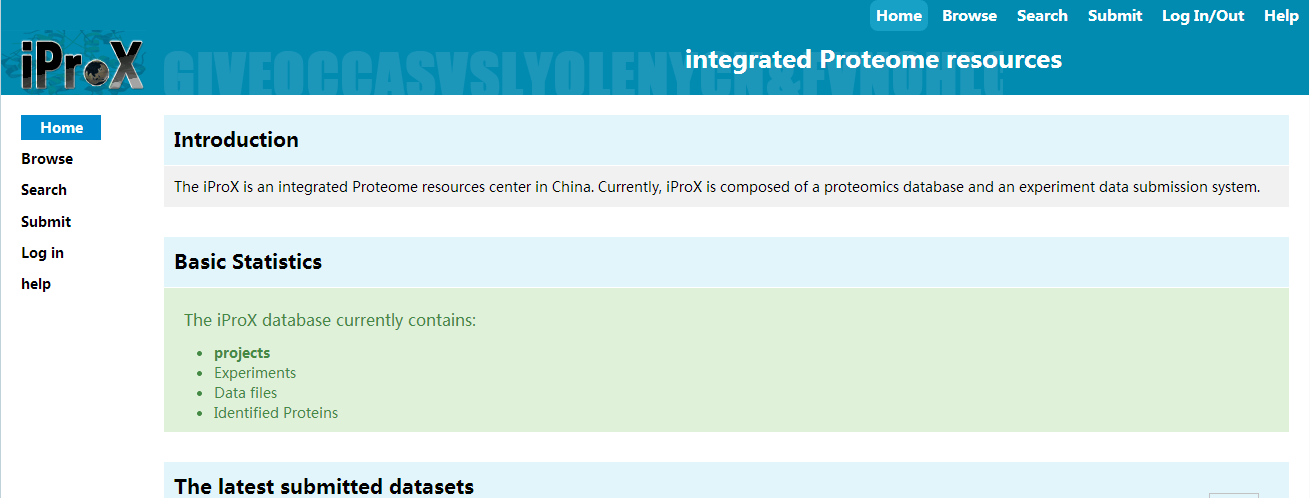 Home Browse Search Submit Log In/Out Help
iProX
integrated Proteome resources
Home
Browse
Search
Submit
Log in
help
Introduction
The iProX is an integrated Proteome resources center in China. Currently, iProX is composed of a proteomics database and an experiment data submission system.
Basic Statistics
The iProX database currently contains:
• projects
• Experiments
• Data files
• Identified Proteins
The latest submitted datasets